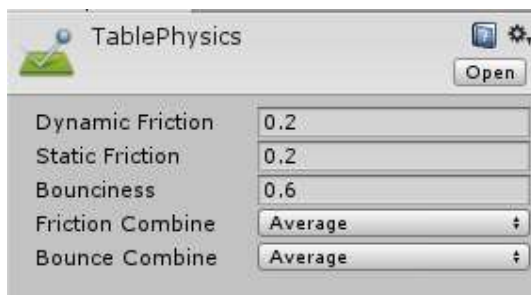 TablePhysics
Open
Dynamic Friction 0.2
Static Friction 0.2
Bounciness 0.6
Friction Combine Average
Bounce Combine Average